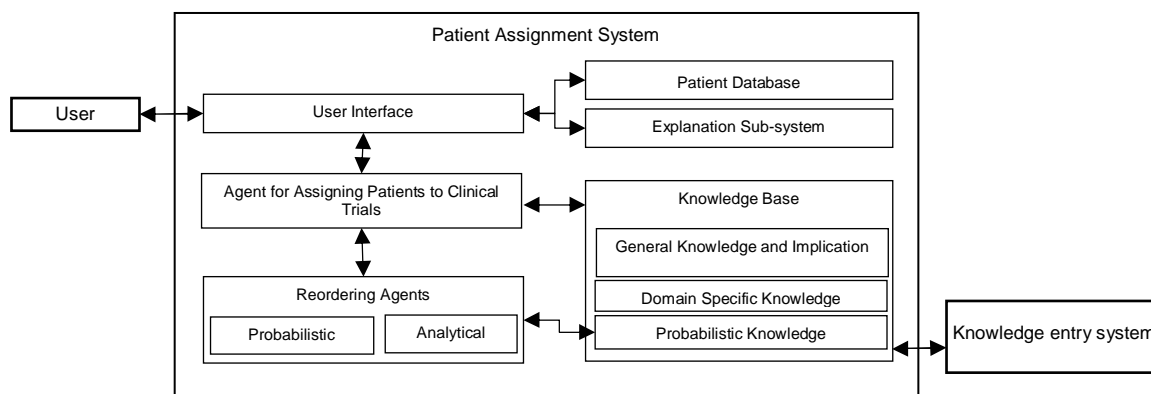 Patient Assignment System
User
User Interface
Patient Database
Explanation Sub-system
Agent for Assigning Patients to Clinical
Trials
Knowledge Base
General Knowledge and Implication
Domain Specific Knowledge
Probabilistic Knowledge
Reordering Agents
Probabilistic
Analytical
Knowledge entry system